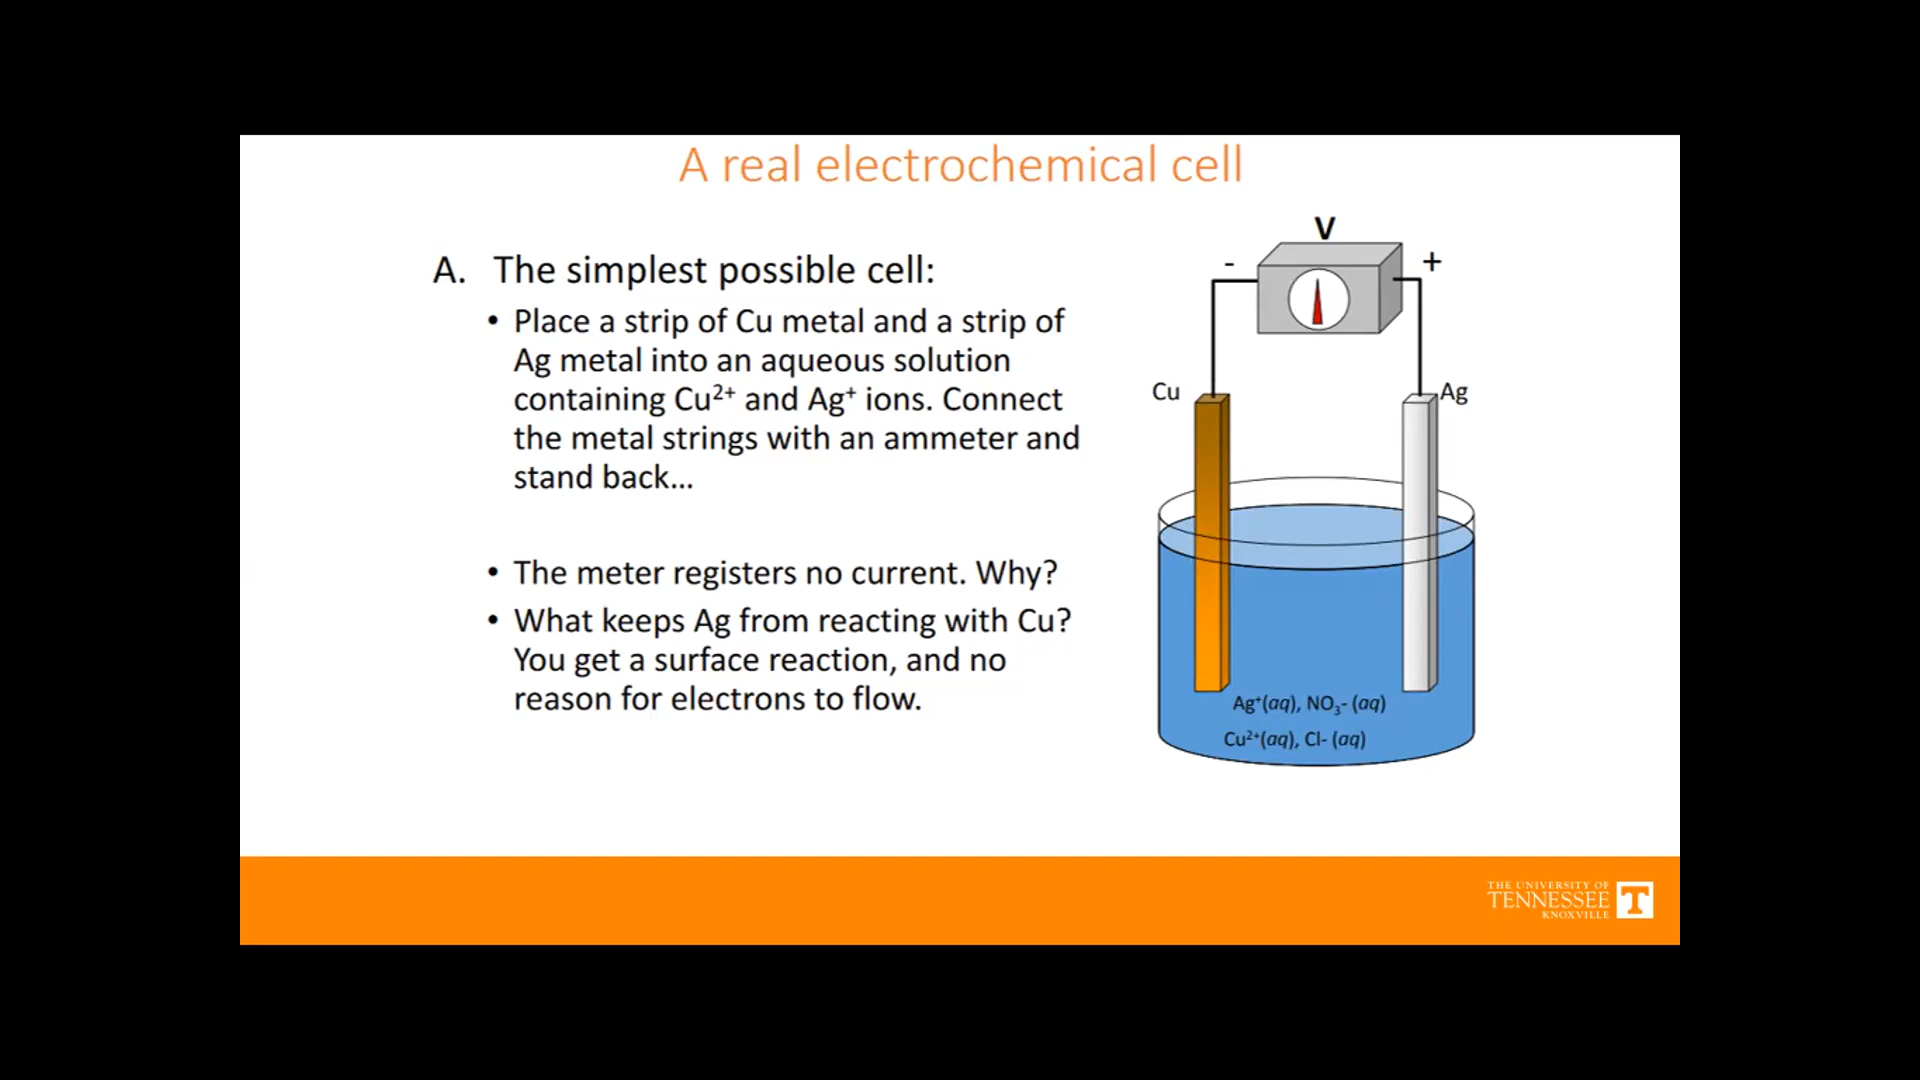 A real electrochemical cell
A. The simplest possible cell:
• Place a strip of Cu metal and a strip of
Ag metal into an aqueous solution
containing Cu²⁺ and Ag⁺ ions. Connect
the metal strings with an ammeter and
stand back...
• The meter registers no current. Why?
• What keeps Ag from reacting with Cu?
You get a surface reaction, and no
reason for electrons to flow.
V
- +
Cu Ag
Ag⁺(aq), NO₃- (aq)
Cu²⁺(aq), Cl- (aq)
THE UNIVERSITY OF
TENNESSEE
KNOXVILLE
T